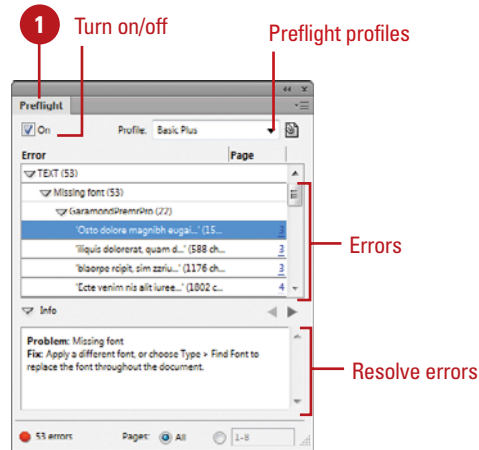 1 Turn on/off
Preflight profiles
Preflight
On Profile: Basic Plus
Error Page
TEXT (53)
Missing font (53)
GaramondPremrPro (22)
'Osto dolore magnibh eugai...' (15...
'Iliquis dolorerat, quam d...' (588 ch... 3
'blaorpe rcipit, sim zzriu...' (1176 ch... 3
'Ecte venim nis alit iuree...' (1802 c... 4
Errors
Info
Problem: Missing font
Fix: Apply a different font, or choose Type > Find Font to
replace the font throughout the document.
Resolve errors
53 errors Pages: All 1-8